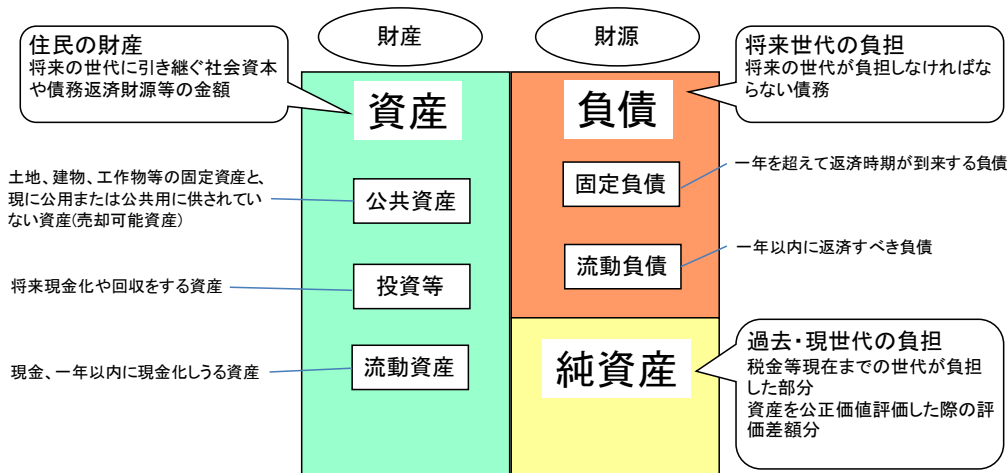 財産
財源
住民の財産
将来の世代に引き継ぐ社会資本
や債務返済財源等の金額
将来世代の負担
将来の世代が負担しなければな
らない債務
資産
負債
土地、建物、工作物等の固定資産と、
現に公用または公共用に供されてい
ない資産(売却可能資産)
公共資産
固定負債
一年を超えて返済時期が到来する負債
流動負債
一年以内に返済すべき負債
将来現金化や回収をする資産
投資等
現金、一年以内に現金化しうる資産
流動資産
純資産
過去・現世代の負担
税金等現在までの世代が負担
した部分
資産を公正価値評価した際の評
価差額分